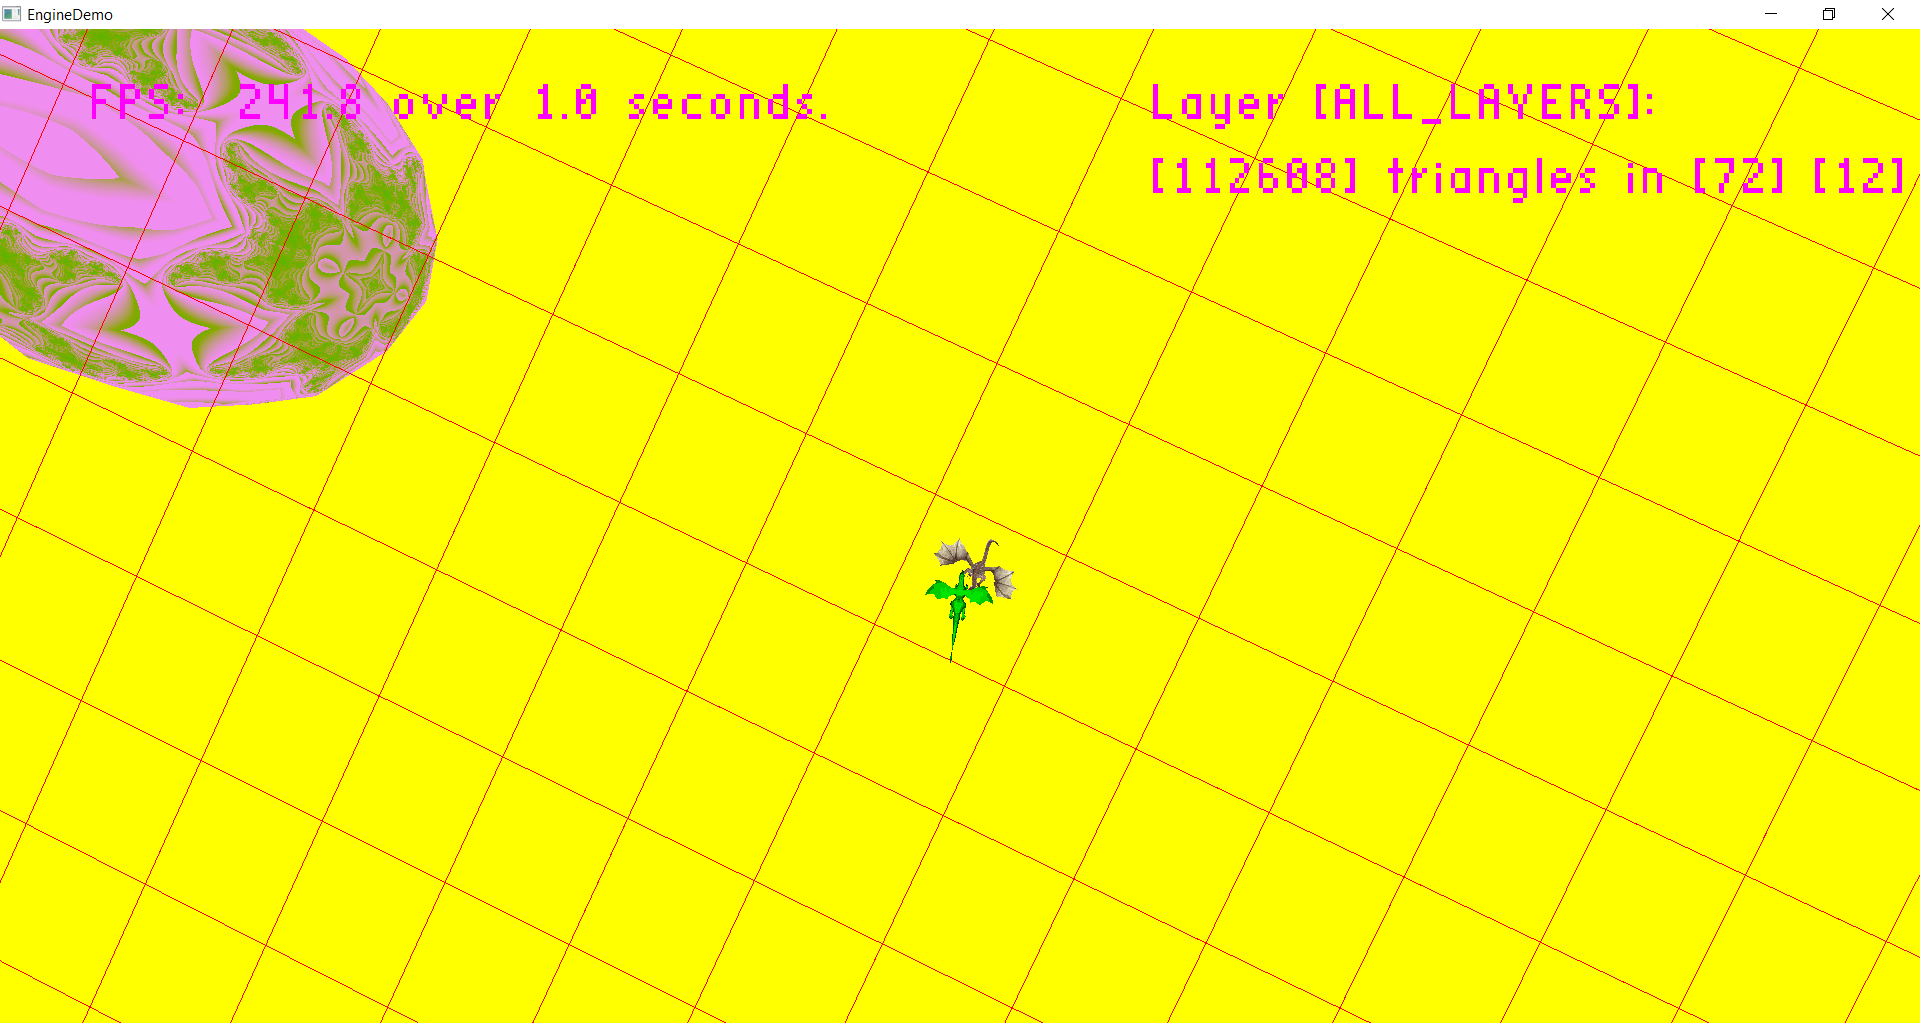 EngineDemo
FPS: 241.8 over 1.0 seconds.
Layer [ALL_LAYERS]:
[112608] triangles in [72] [12]